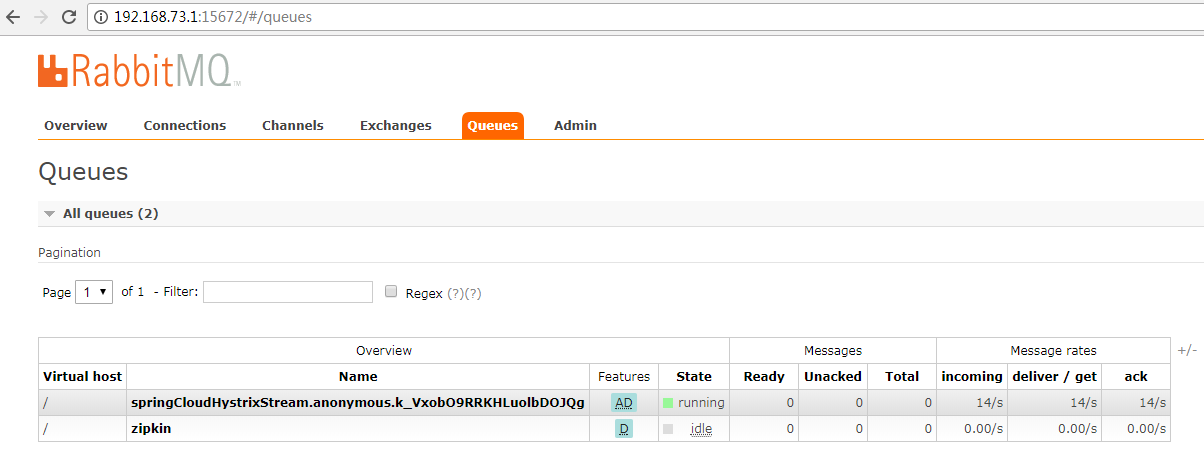 192.168.73.1:15672/#/queues
RabbitMQ™
Overview Connections Channels Exchanges Queues Admin
Queues
All queues (2)
Pagination
Page 1 of 1 - Filter: Regex (?)(?)
Overview Messages Message rates +/-
Virtual host Name Features State Ready Unacked Total incoming deliver / get ack
/ springCloudHystrixStream.anonymous.k_VxobO9RRKHLuolbDOJQg AD running 0 0 0 14/s 14/s 14/s
/ zipkin D idle 0 0 0 0.00/s 0.00/s 0.00/s